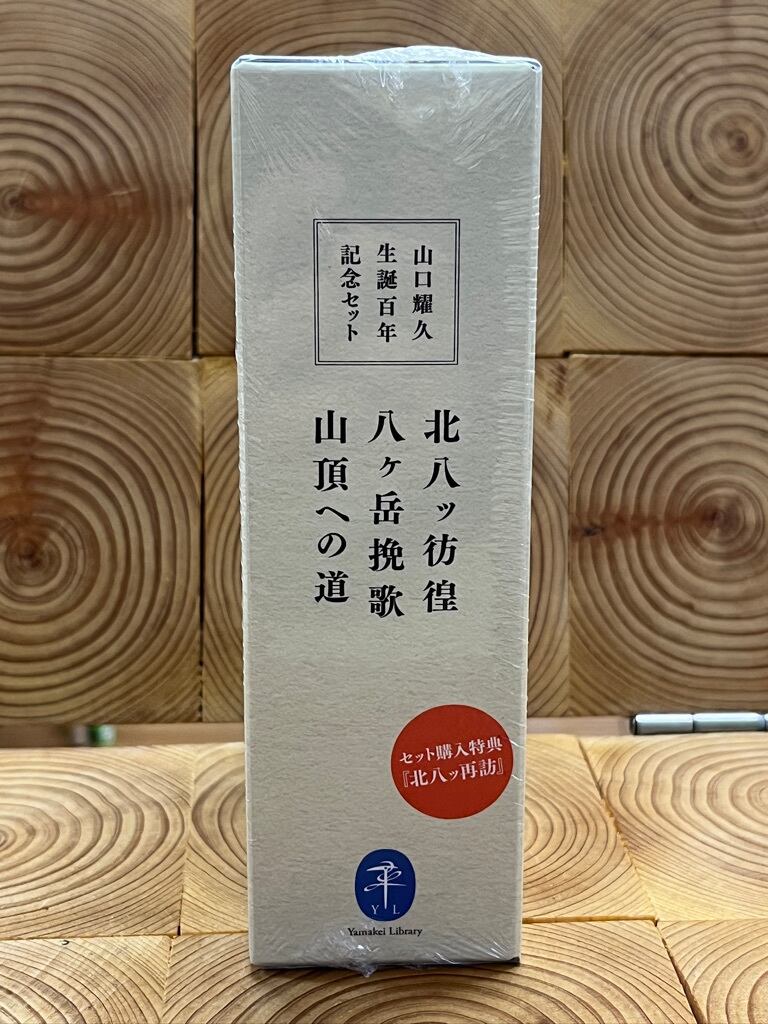 山口耀久
生誕百年
記念セット
北八ッ彷徨
八ヶ岳挽歌
山頂への道
セット購入特典
『北八ッ再訪』
Y L
Yamakei Library